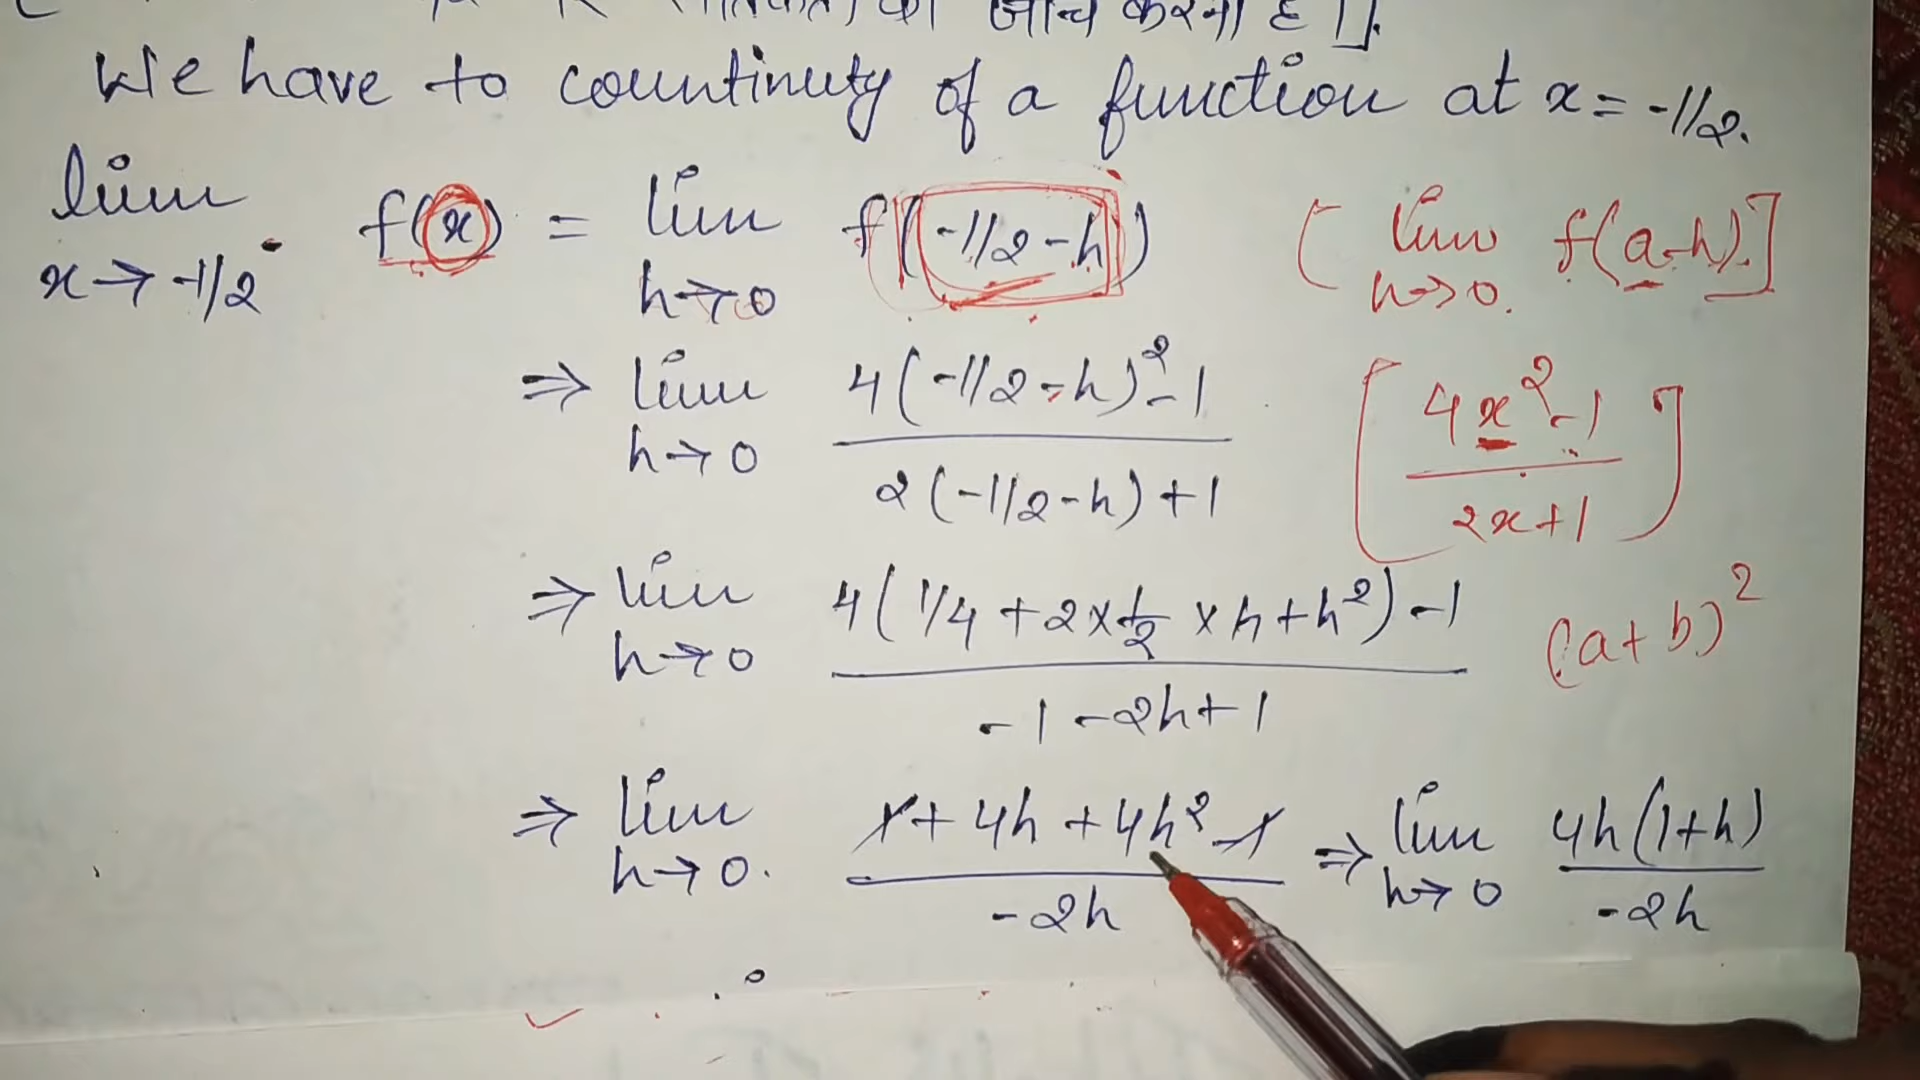 जांच करना है।].
We have to countinuty of a function at x = -1/2.
lim x→-1/2⁻ f(x) = lim h→0 f(-1/2-h) [lim h→0. f(a-h).]
⇒ lim h→0 4(-1/2-h)²-1 / 2(-1/2-h)+1 [4x²-1 / 2x+1]
⇒ lim h→0 4(1/4+2×1/2×h+h²)-1 / -1-2h+1 (a+b)²
⇒ lim h→0. 1+4h+4h²-1 / -2h ⇒ lim h→0 4h(1+h) / -2h